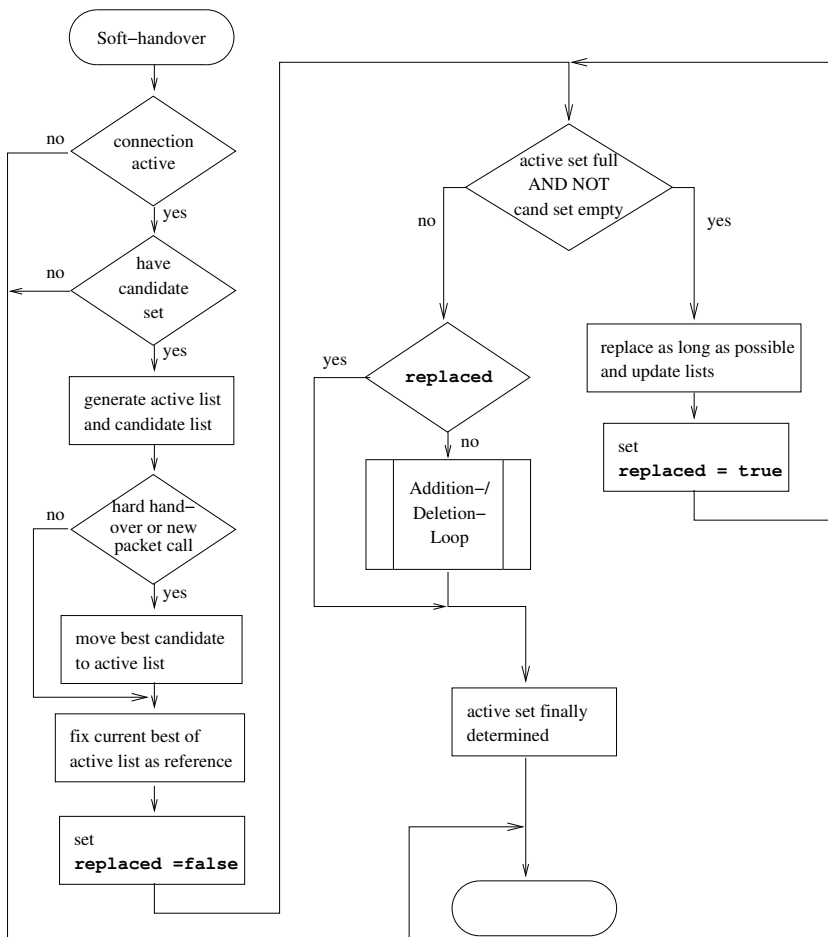 Soft-handover
no
connection
active
yes
no
have
candidate
set
yes
generate active list
and candidate list
no
hard hand-
over or new
packet call
yes
move best candidate
to active list
fix current best of
active list as reference
set
replaced =false
active set full
AND NOT
cand set empty
no
yes
yes
replaced
no
Addition-/
Deletion-
Loop
replace as long as possible
and update lists
set
replaced = true
active set finally
determined